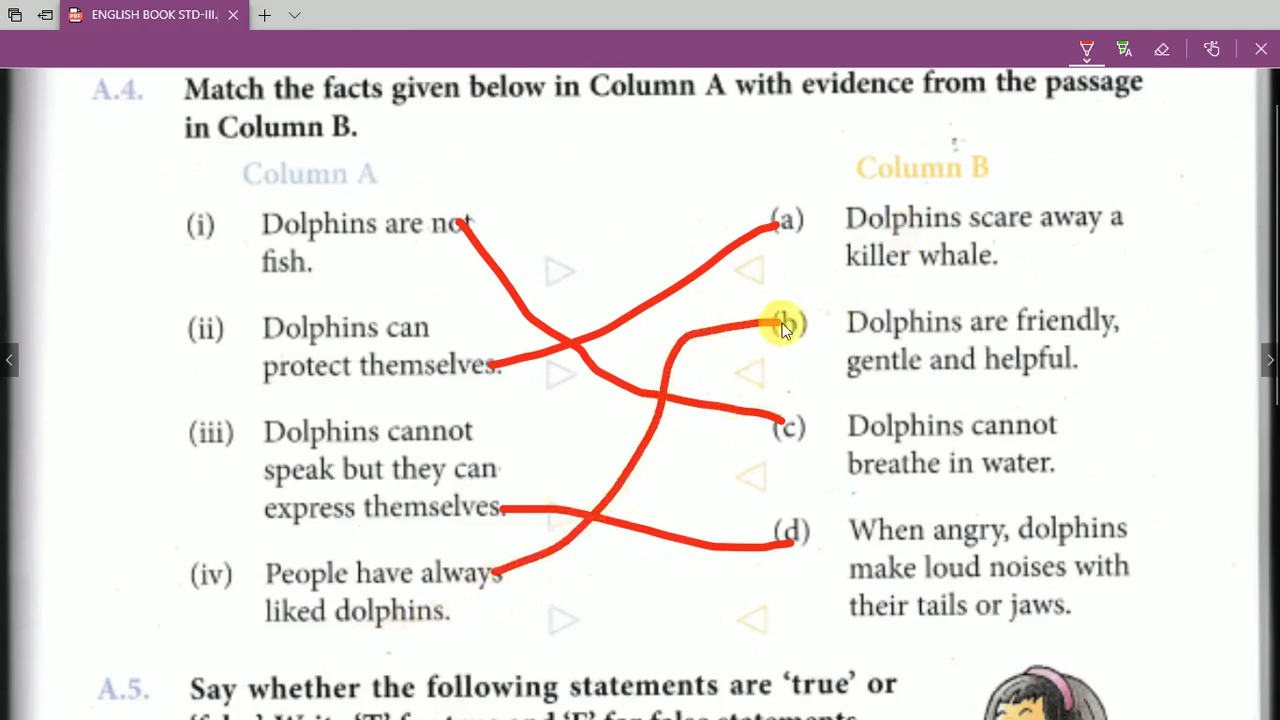 ENGLISH BOOK STD-III.
A.4. Match the facts given below in Column A with evidence from the passage
in Column B.
Column A
Column B
(i) Dolphins are not
fish.
(a) Dolphins scare away a
killer whale.
(ii) Dolphins can
protect themselves.
(b) Dolphins are friendly,
gentle and helpful.
(iii) Dolphins cannot
speak but they can
express themselves.
(c) Dolphins cannot
breathe in water.
(iv) People have always
liked dolphins.
(d) When angry, dolphins
make loud noises with
their tails or jaws.
A.5. Say whether the following statements are 'true' or
for false statements